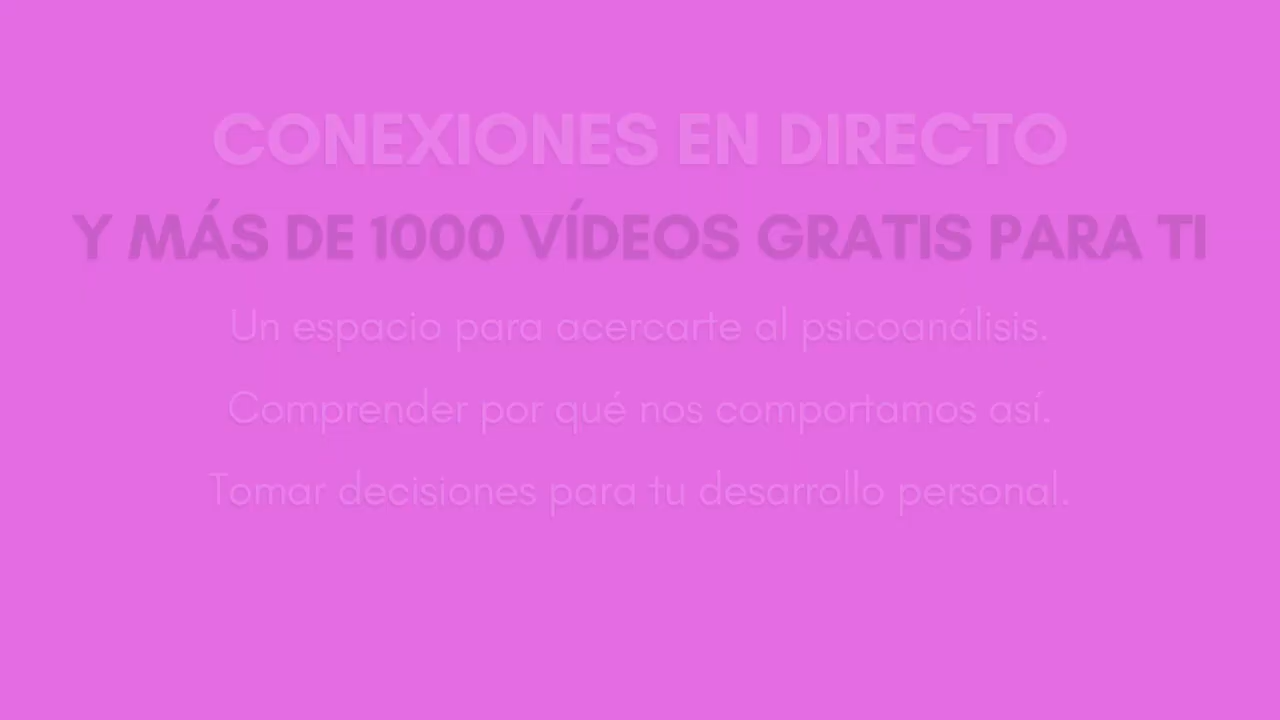 CONEXIONES EN DIRECTO
Y MÁS DE 1000 VÍDEOS GRATIS PARA TI
Un espacio para acercarte al psicoanálisis.
Comprender por qué nos comportamos así.
Tomar decisiones para tu desarrollo personal.